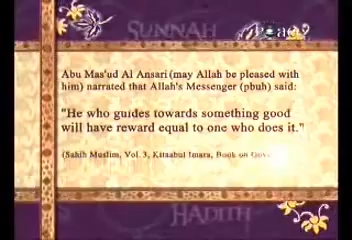 SUNNAH
Peace
Abu Mas'ud Al Ansari (may Allah be pleased with
him) narrated that Allah's Messenger (pbuh) said:
"He who guides towards something good
will have reward equal to one who does it."
(Sahih Muslim, Vol. 3, Kitaabul Imara, Book on
HADITH